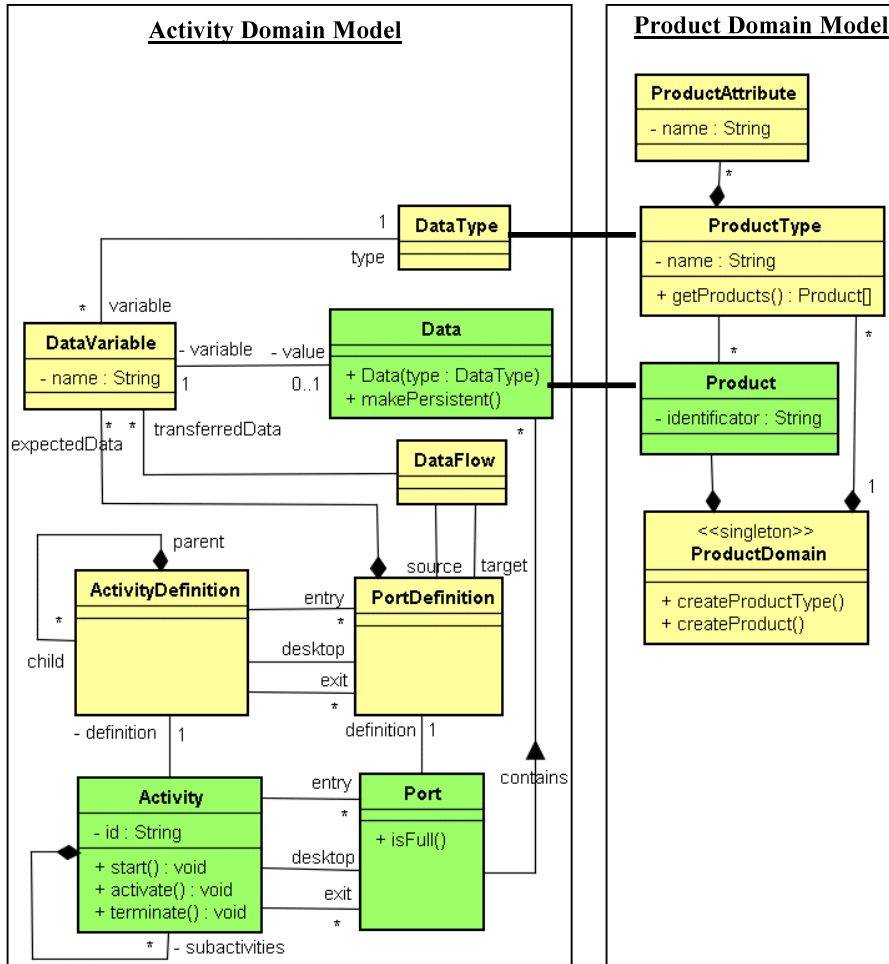 Activity Domain Model
Product Domain Model
ProductAttribute
- name : String
*
1
DataType
type
ProductType
- name : String
+ getProducts() : Product[]
* variable
DataVariable
- name : String
- variable
1
- value
0..1
Data
+ Data(type : DataType)
+ makePersistent()
*
*
Product
- identificator : String
* *
expectedData
transferredData
*
DataFlow
source
target
1
<<singleton>>
ProductDomain
+ createProductType()
+ createProduct()
parent
ActivityDefinition
*
child
entry
*
desktop
exit
*
PortDefinition
- definition
1
definition
1
contains
Activity
- id : String
+ start() : void
+ activate() : void
+ terminate() : void
entry
*
desktop
exit
*
Port
+ isFull()
* - subactivities